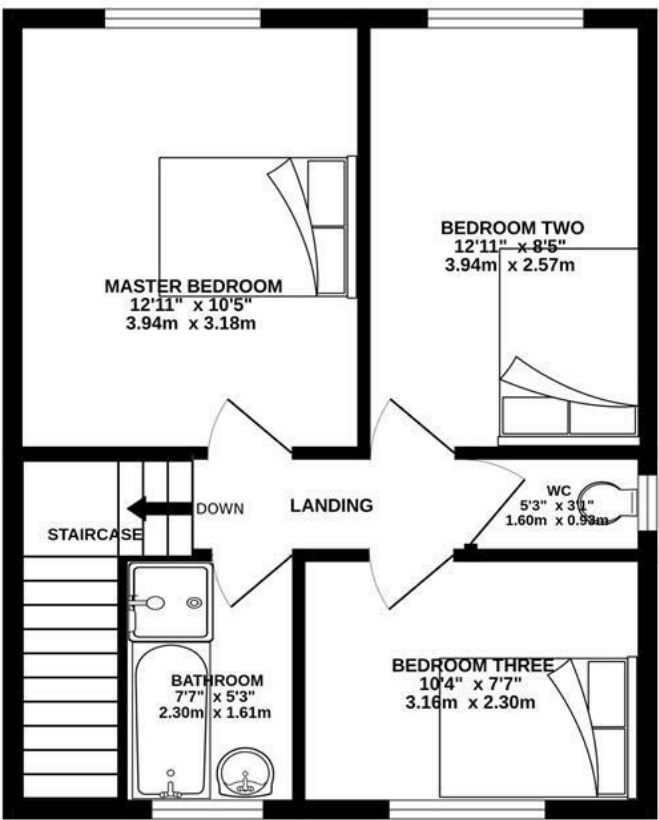 BEDROOM TWO
12'11" x 8'5"
3.94m x 2.57m
MASTER BEDROOM
12'11" x 10'5"
3.94m x 3.18m
WC
5'3" x 3'1"
1.60m x 0.93m
DOWN
LANDING
STAIRCASE
BEDROOM THREE
10'4" x 7'7"
3.16m x 2.30m
BATHROOM
7'7" x 5'3"
2.30m x 1.61m